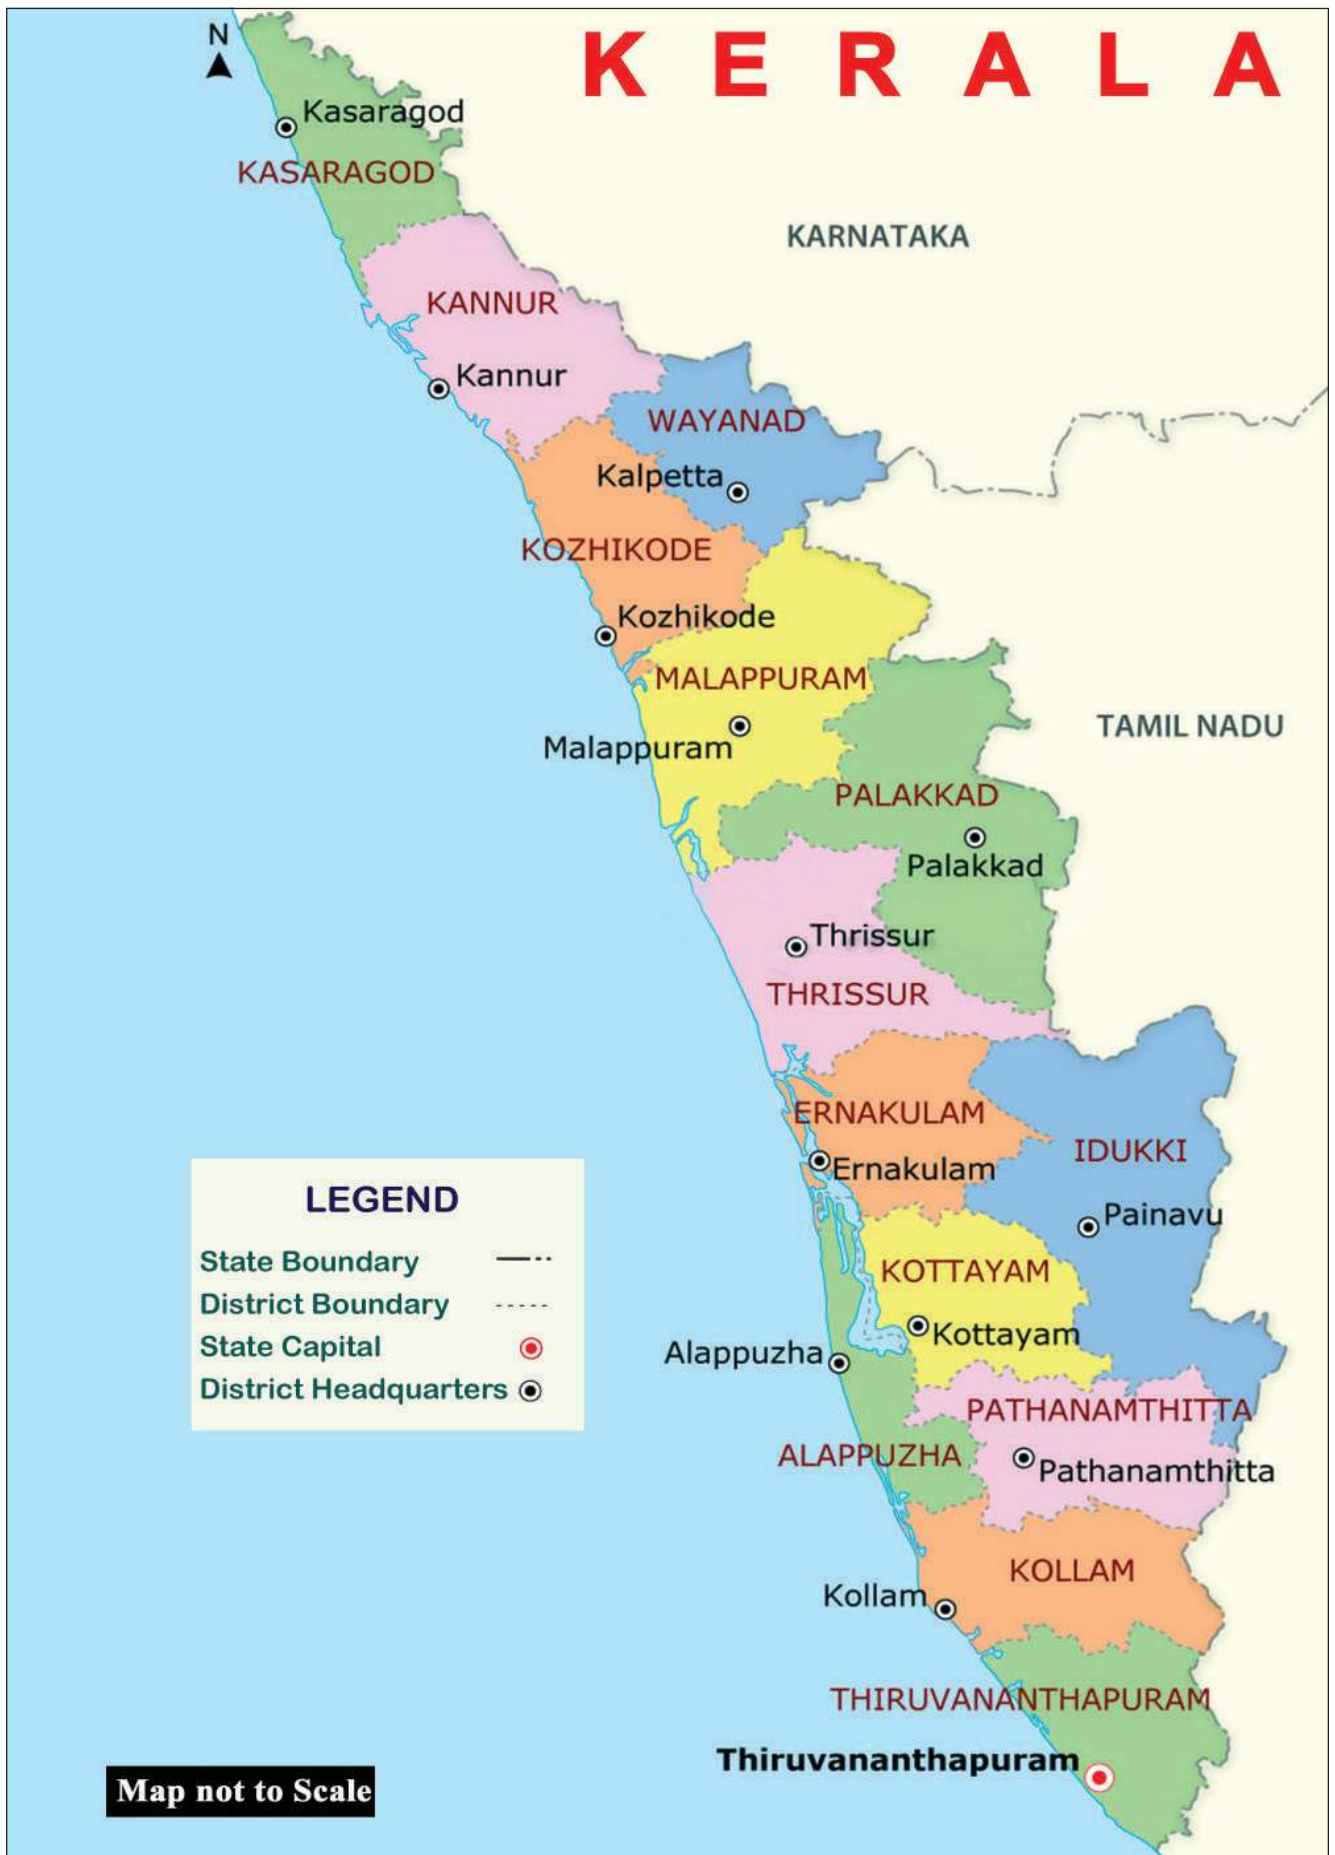 KERALA
N
Kasaragod
KASARAGOD
KARNATAKA
KANNUR
Kannur
WAYANAD
Kalpetta
KOZHIKODE
Kozhikode
MALAPPURAM
TAMIL NADU
Malappuram
PALAKKAD
Palakkad
Thrissur
THRISSUR
ERNAKULAM
IDUKKI
Ernakulam
Painavu
KOTTAYAM
Kottayam
Alappuzha
PATHANAMTHITTA
ALAPPUZHA
Pathanamthitta
KOLLAM
Kollam
THIRUVANANTHAPURAM
Thiruvananthapuram
LEGEND
State Boundary
District Boundary
State Capital
District Headquarters
Map not to Scale